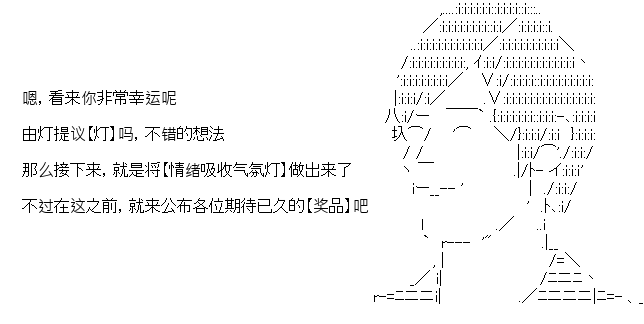 嗯，看来你非常幸运呢
由灯提议【灯】吗，不错的想法
那么接下来，就是将【情绪吸收气氛灯】做出来了
不过在这之前，就来公布各位期待已久的【奖品】吧